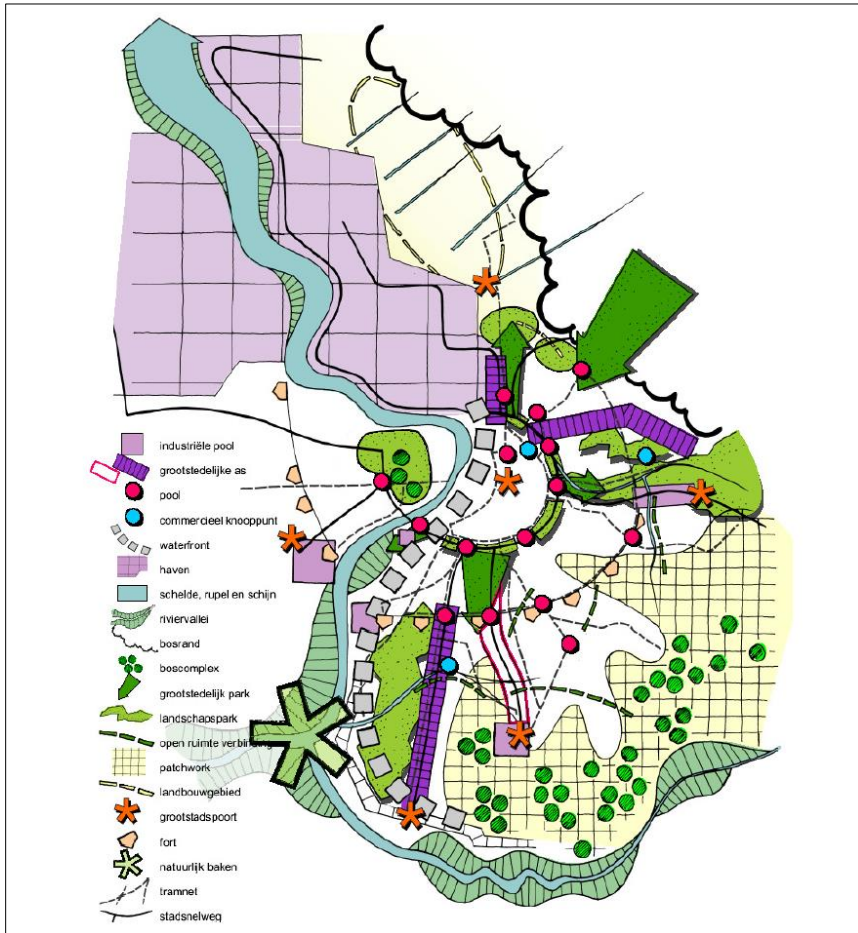 industriële pool
grootstedelijke as
pool
commercieel knooppunt
waterfront
haven
schelde, rupel en schijn
riviervallei
bosrand
boscomplex
grootstedelijk park
landschapspark
open ruimte verbinding
patchwork
landbouwgebied
grootstadspoort
fort
natuurlijk baken
tramnet
stadsnelweg